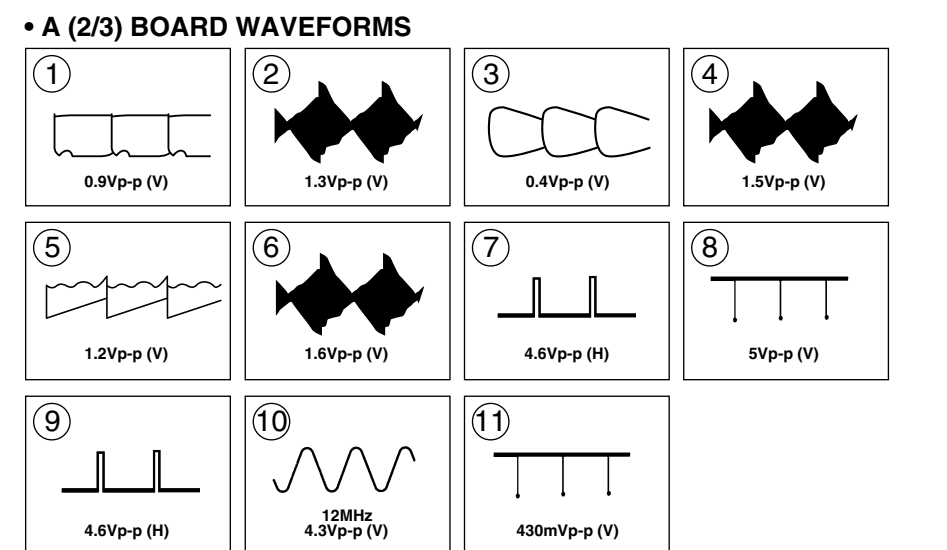 • A (2/3) BOARD WAVEFORMS
1
0.9Vp-p (V)
2
1.3Vp-p (V)
3
0.4Vp-p (V)
4
1.5Vp-p (V)
5
1.2Vp-p (V)
6
1.6Vp-p (V)
7
4.6Vp-p (H)
8
5Vp-p (V)
9
4.6Vp-p (H)
10
12MHz
4.3Vp-p (V)
11
430mVp-p (V)